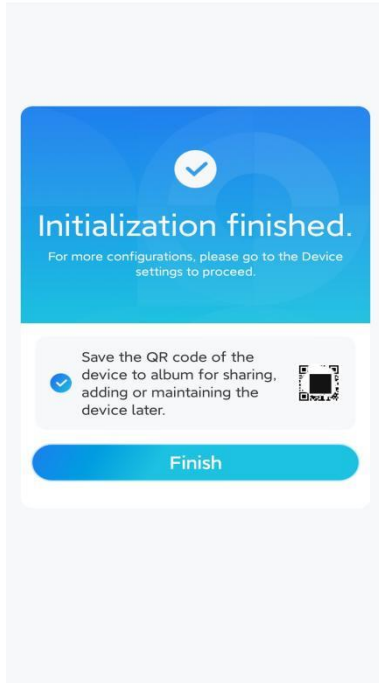 Initialization finished.
For more configurations, please go to the Device
settings to proceed.
Save the QR code of the
device to album for sharing,
adding or maintaining the
device later.
Finish